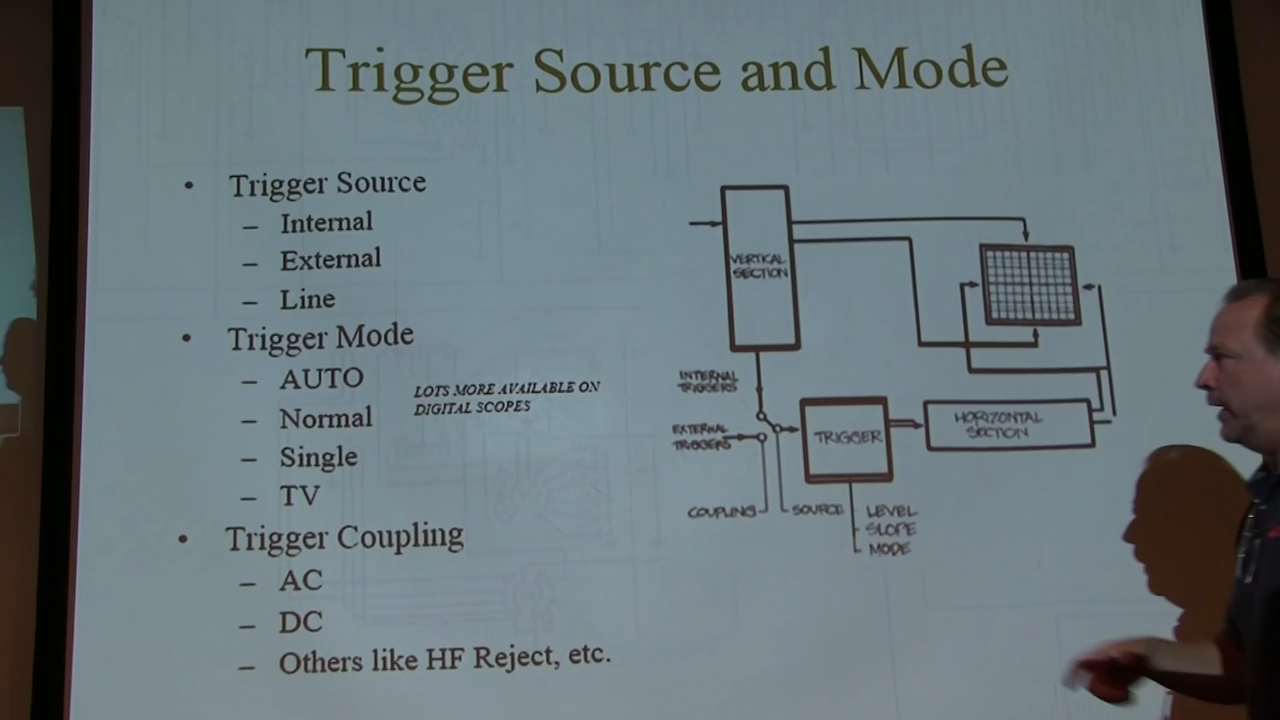 Trigger Source and Mode
• Trigger Source
– Internal
– External
– Line
• Trigger Mode
– AUTO
– Normal
– Single
– TV
LOTS MORE AVAILABLE ON
DIGITAL SCOPES
• Trigger Coupling
– AC
– DC
– Others like HF Reject, etc.
VERTICAL
SECTION
INTERNAL
TRIGGERS
EXTERNAL
TRIGGERS
TRIGGER
HORIZONTAL
SECTION
COUPLING
SOURCE
LEVEL
SLOPE
MODE